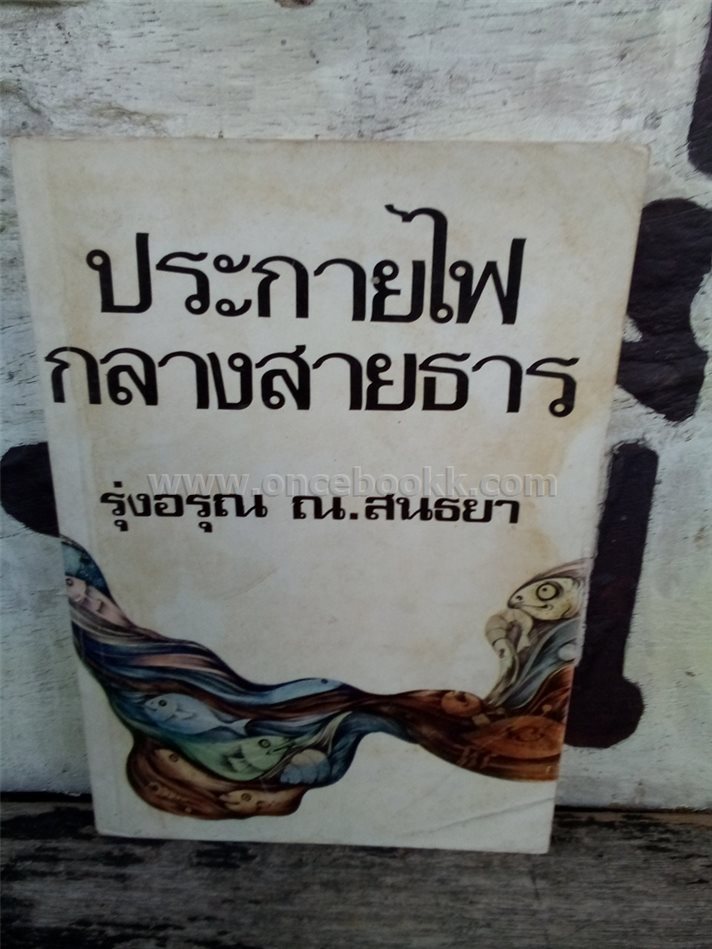 ประกายไฟ
กลางสายธาร
www.oncebookk.com
รุ่งอรุณ ณ.สนธยา